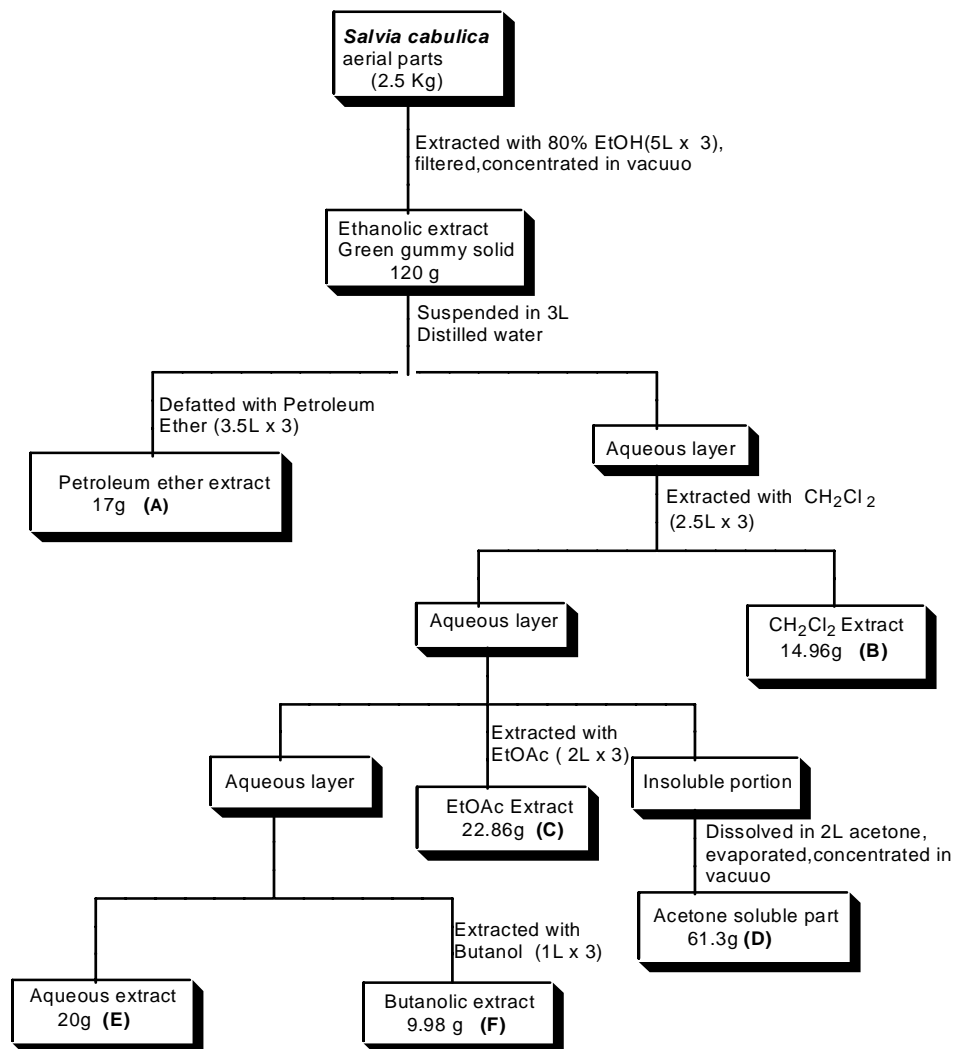 Salvia cabulica
aerial parts
(2.5 Kg)
Extracted with 80% EtOH(5L x 3),
filtered,concentrated in vacuuo
Ethanolic extract
Green gummy solid
120 g
Suspended in 3L
Distilled water
Defatted with Petroleum
Ether (3.5L x 3)
Petroleum ether extract
17g (A)
Aqueous layer
Extracted with CH2Cl2
(2.5L x 3)
Aqueous layer
CH2Cl2 Extract
14.96g (B)
Aqueous layer
Extracted with
EtOAc ( 2L x 3)
EtOAc Extract
22.86g (C)
Insoluble portion
Dissolved in 2L acetone,
evaporated,concentrated in
vacuuo
Acetone soluble part
61.3g (D)
Extracted with
Butanol (1L x 3)
Aqueous extract
20g (E)
Butanolic extract
9.98 g (F)